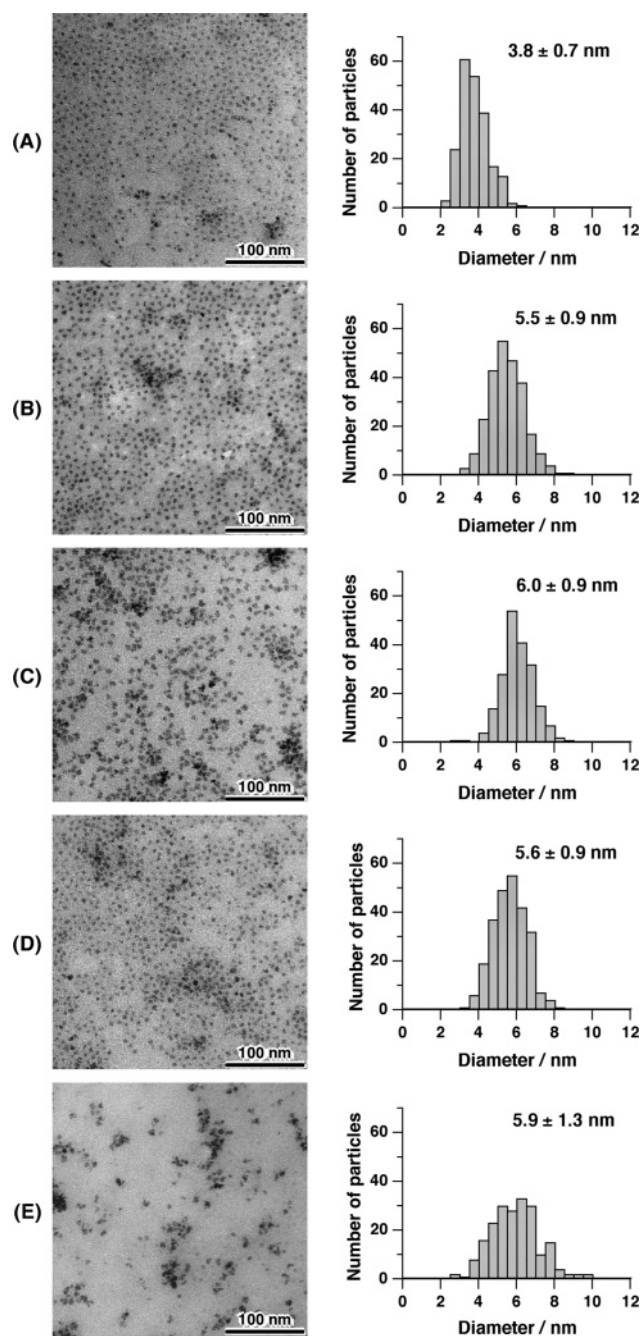 (A)
100 nm
Number of particles
60
40
20
0
3.8 ± 0.7 nm
0 2 4 6 8 10 12
Diameter / nm
(B)
100 nm
Number of particles
60
40
20
0
5.5 ± 0.9 nm
0 2 4 6 8 10 12
Diameter / nm
(C)
100 nm
Number of particles
60
40
20
0
6.0 ± 0.9 nm
0 2 4 6 8 10 12
Diameter / nm
(D)
100 nm
Number of particles
60
40
20
0
5.6 ± 0.9 nm
0 2 4 6 8 10 12
Diameter / nm
(E)
100 nm
Number of particles
60
40
20
0
5.9 ± 1.3 nm
0 2 4 6 8 10 12
Diameter / nm